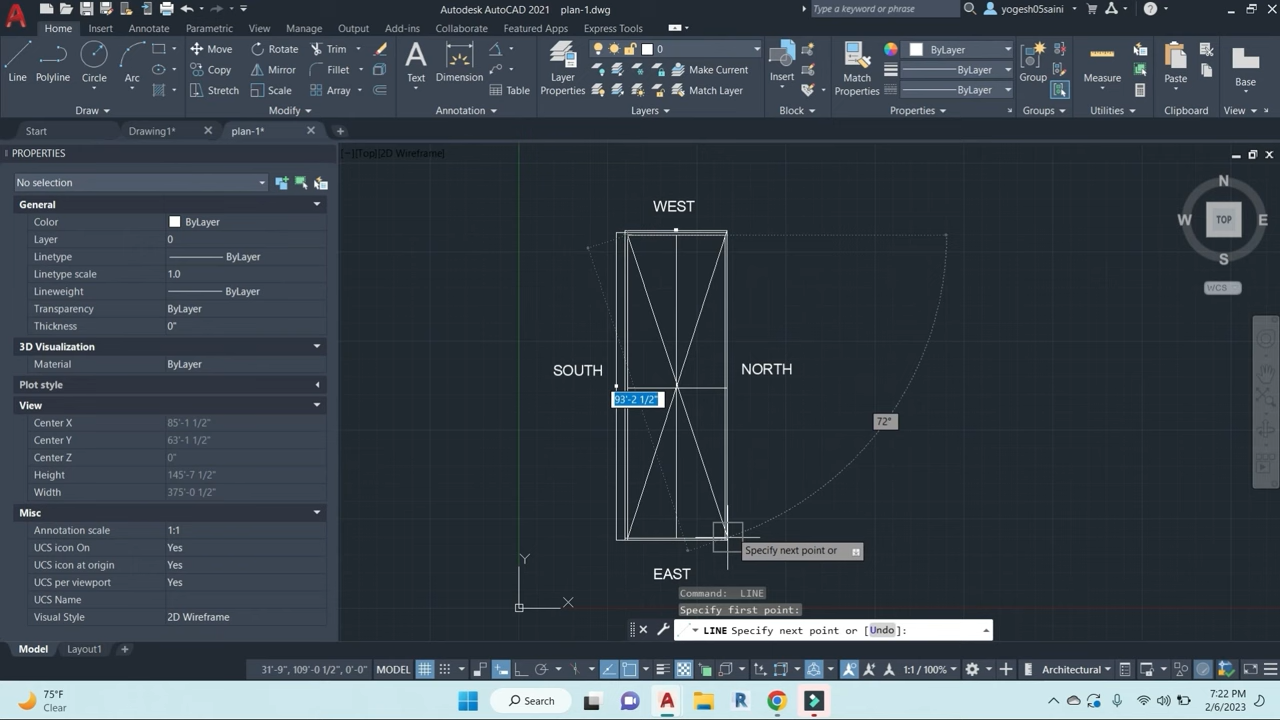 Autodesk AutoCAD 2021 plan-1.dwg
Type a keyword or phrase
yogesh05saini
Home Insert Annotate Parametric View Manage Output Add-ins Collaborate Express Tools Featured Apps
Line
Polyline
Circle
Arc
Move Rotate Trim
Copy Mirror Fillet
Stretch Scale Array
Text
Dimension
Table
Layer
Properties
0
Make Current
Match Layer
Insert
Match
Properties
ByLayer
ByLayer
ByLayer
Group
Measure
Paste
Base
Draw Modify Annotation Layers Block Properties Groups Utilities Clipboard View
Start Drawing1* plan-1*
PROPERTIES
[−][Top][2D Wireframe]
No selection
General
Color ByLayer
Layer 0
Linetype ByLayer
Linetype scale 1.0
Lineweight ByLayer
Transparency ByLayer
Thickness 0"
3D Visualization
Material ByLayer
Plot style
View
Center X 85'-1 1/2"
Center Y 63'-1 1/2"
Center Z 0"
Height 145'-7 1/2"
Width 375'-0 1/2"
Misc
Annotation scale 1:1
UCS icon On Yes
UCS icon at origin Yes
UCS per viewport Yes
UCS Name
Visual Style 2D Wireframe
WEST
SOUTH
NORTH
EAST
93'-2 1/2"
72°
Specify next point or
Y
X
N
W TOP E
S
WCS
Command: LINE
Specify first point:
LINE Specify next point or [Undo]:
Model Layout1
31'-9", 109'-0 1/2", 0'-0" MODEL
1:1 / 100%
Architectural
75°F
Clear
Search
7:22 PM
2/6/2023